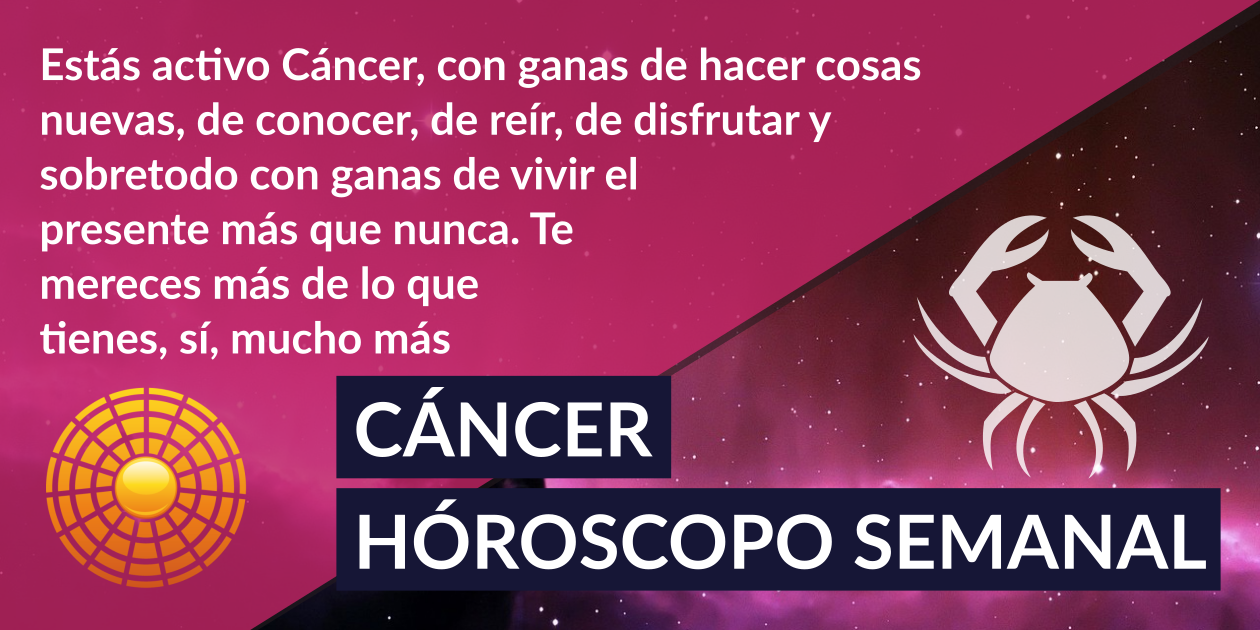 Estás activo Cáncer, con ganas de hacer cosas
nuevas, de conocer, de reír, de disfrutar y
sobretodo con ganas de vivir el
presente más que nunca. Te
mereces más de lo que
tienes, sí, mucho más
CÁNCER
HÓROSCOPO SEMANAL